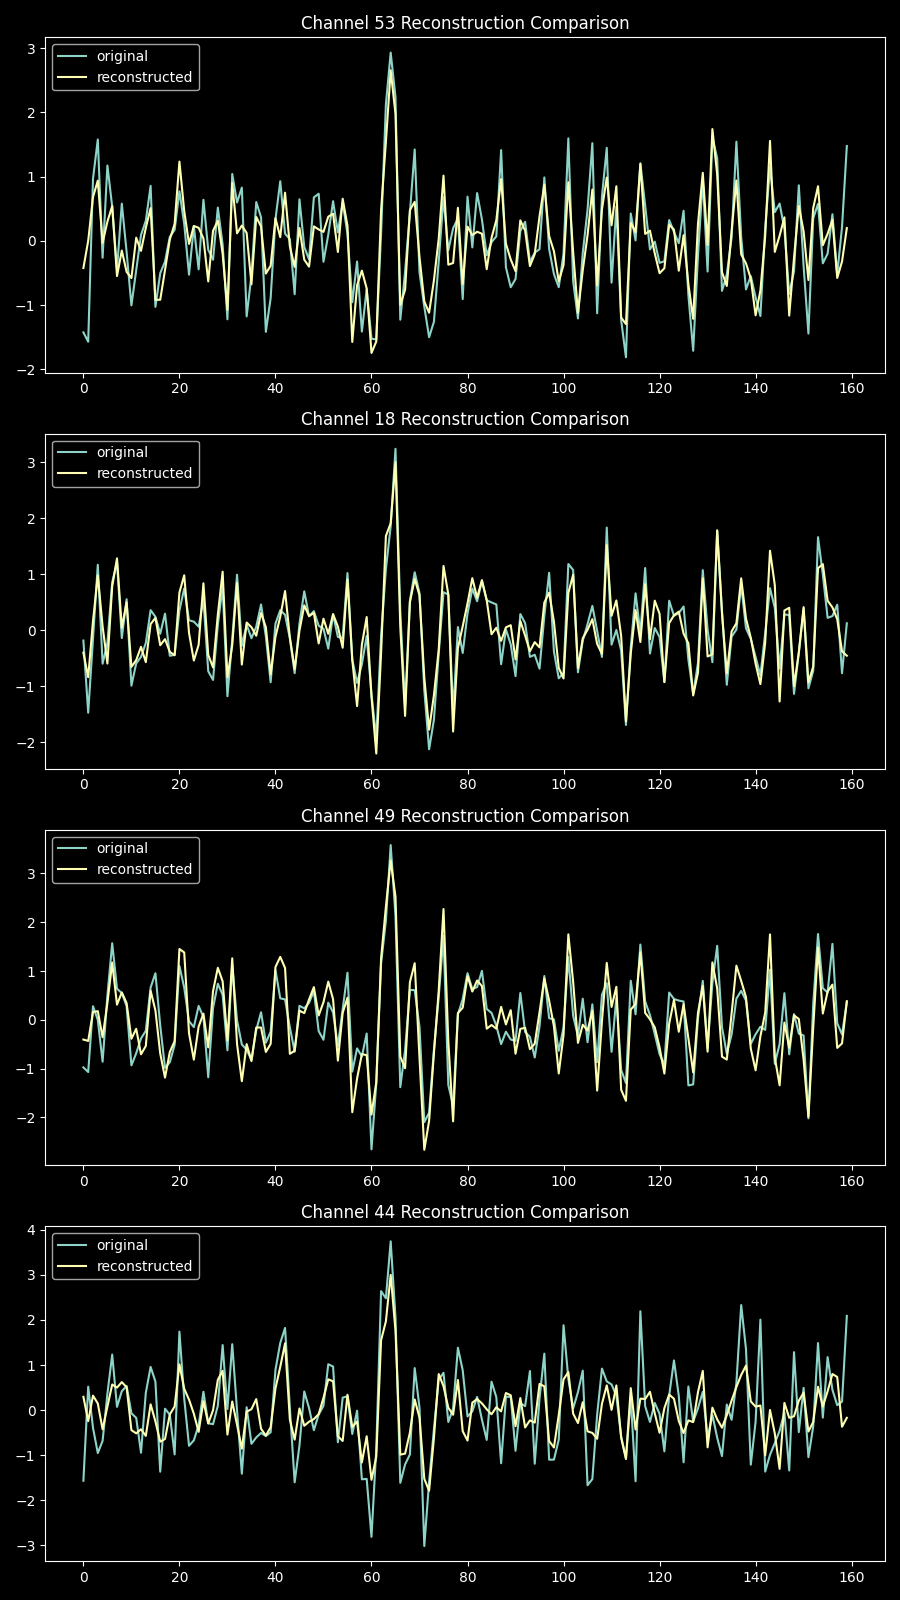 Channel 53 Reconstruction Comparison
original
reconstructed
3
2
1
0
−1
−2
0 20 40 60 80 100 120 140 160
Channel 18 Reconstruction Comparison
original
reconstructed
3
2
1
0
−1
−2
0 20 40 60 80 100 120 140 160
Channel 49 Reconstruction Comparison
original
reconstructed
3
2
1
0
−1
−2
0 20 40 60 80 100 120 140 160
Channel 44 Reconstruction Comparison
4
original
reconstructed
3
2
1
0
−1
−2
−3
0 20 40 60 80 100 120 140 160